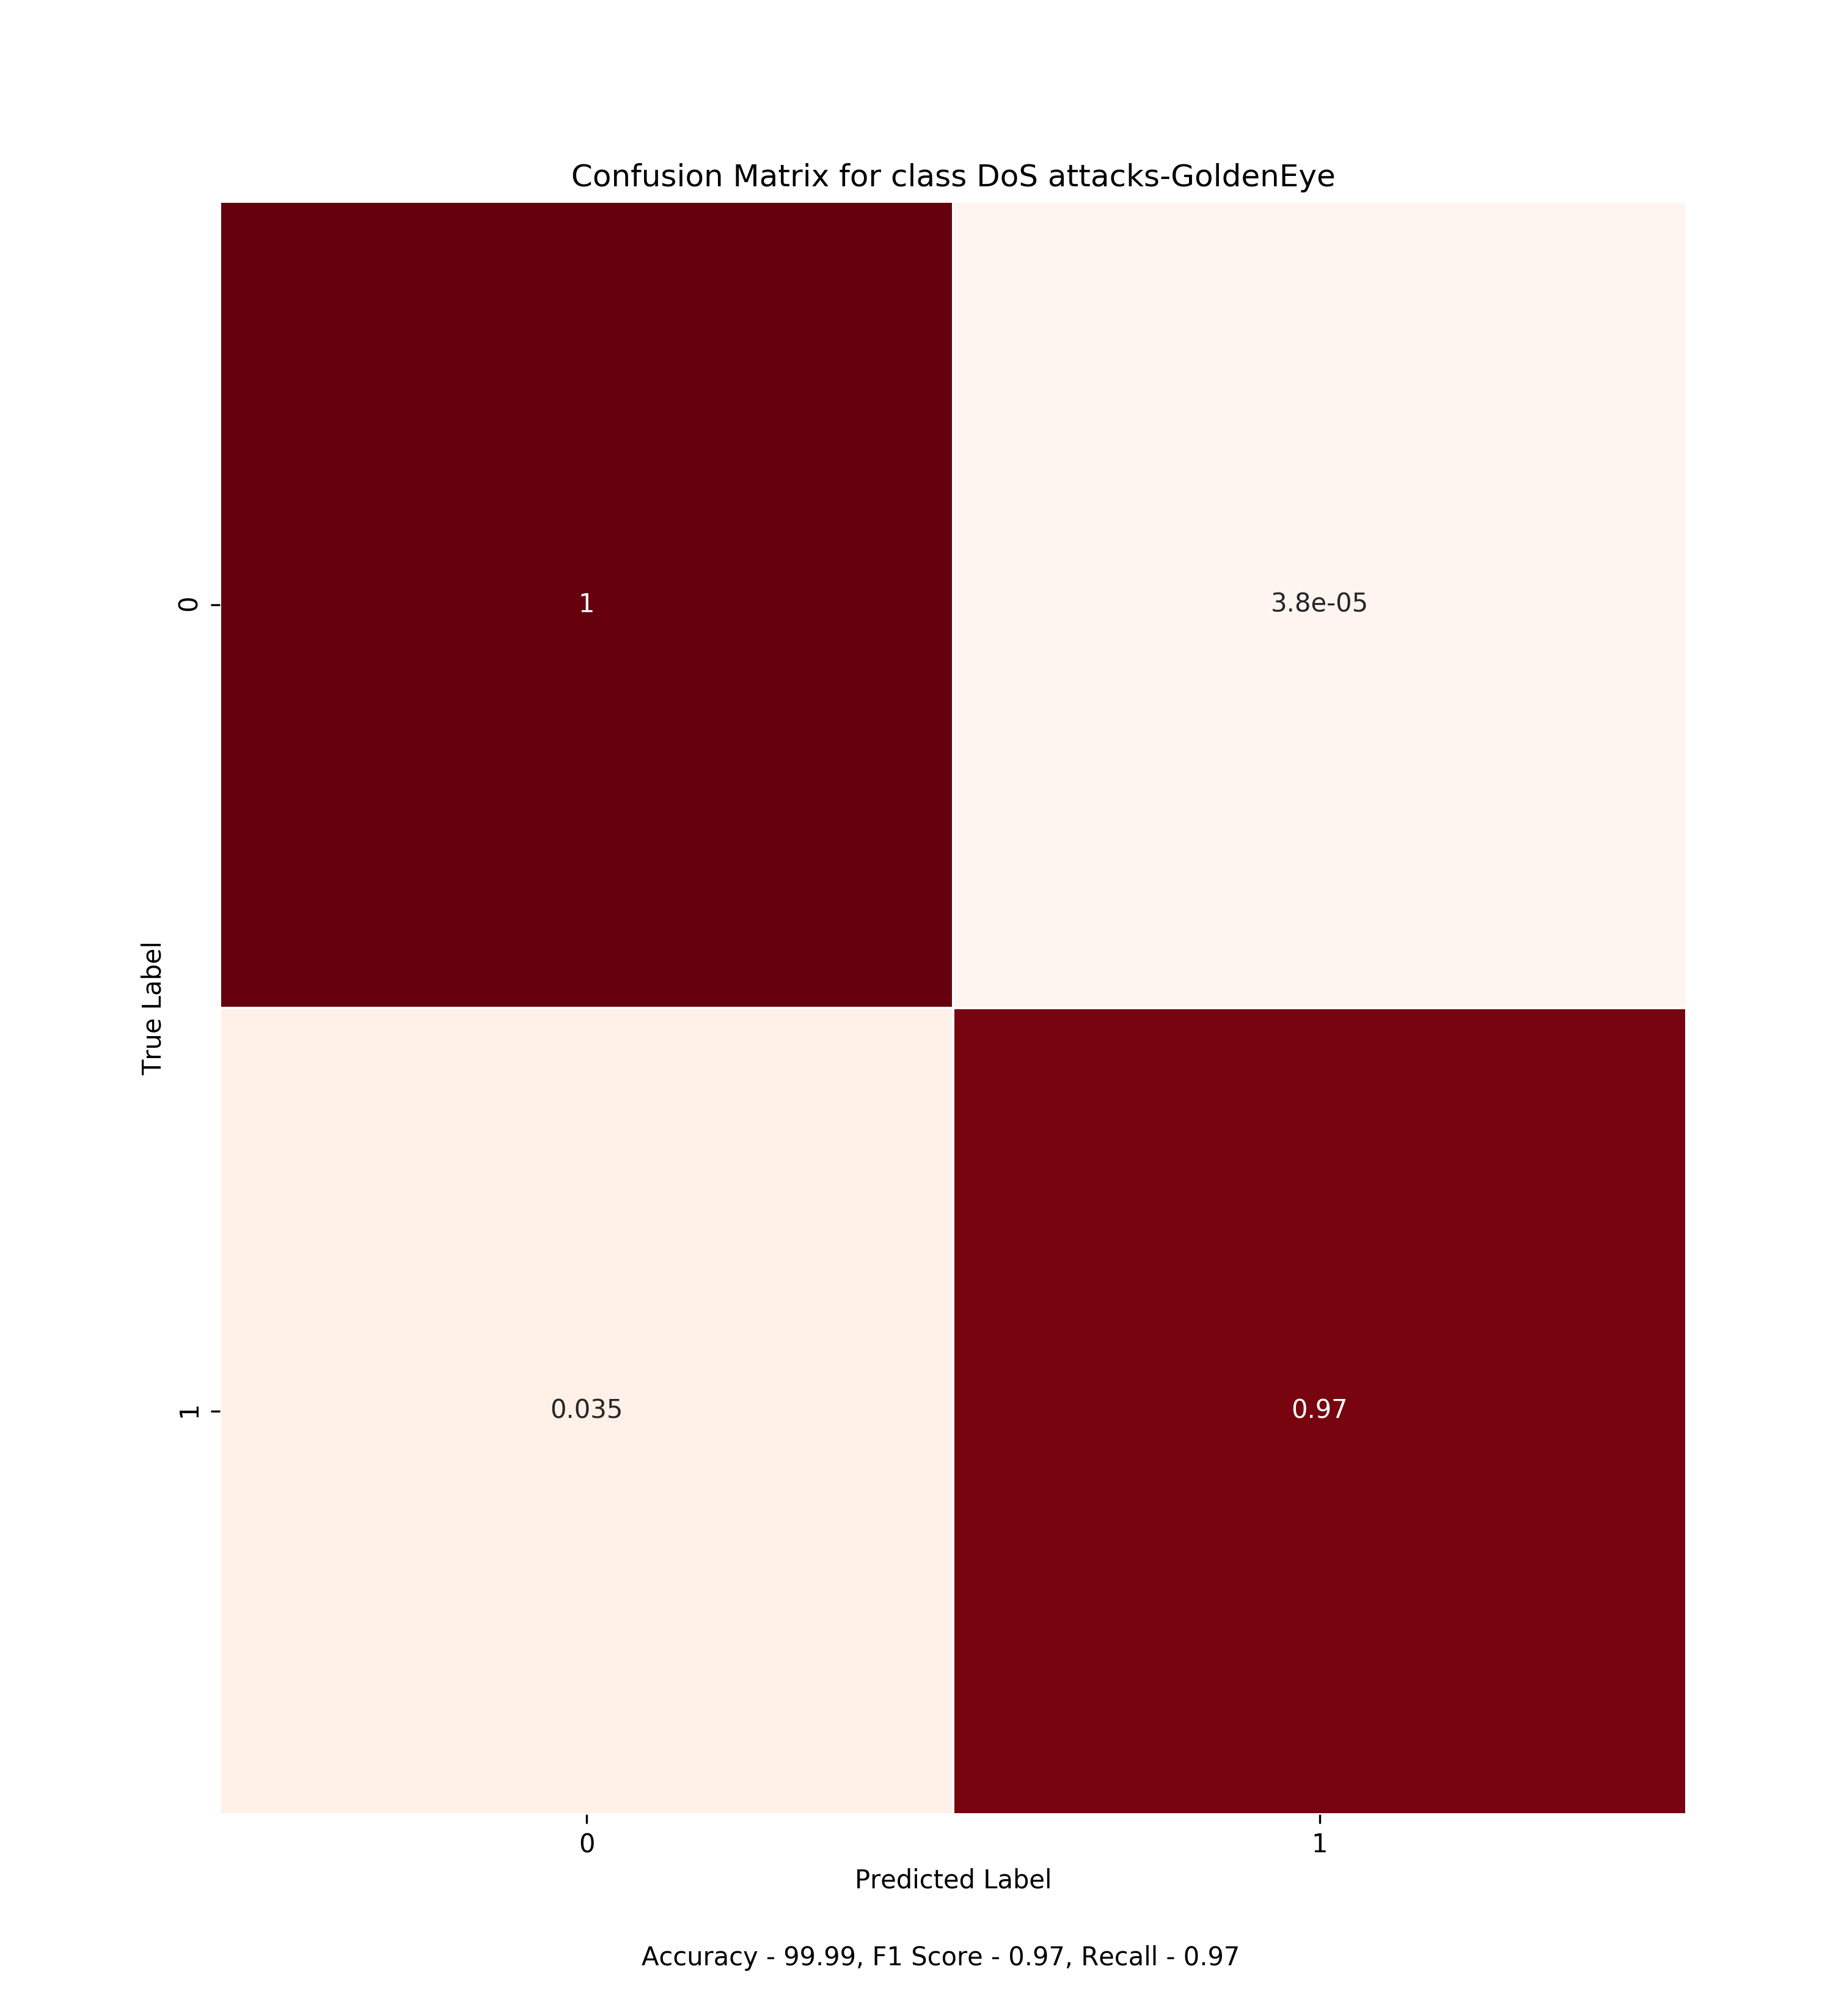 Confusion Matrix for class DoS attacks-GoldenEye
0
1
3.8e-05
True Label
1
0.035
0.97
0
1
Predicted Label
Accuracy - 99.99, F1 Score - 0.97, Recall - 0.97